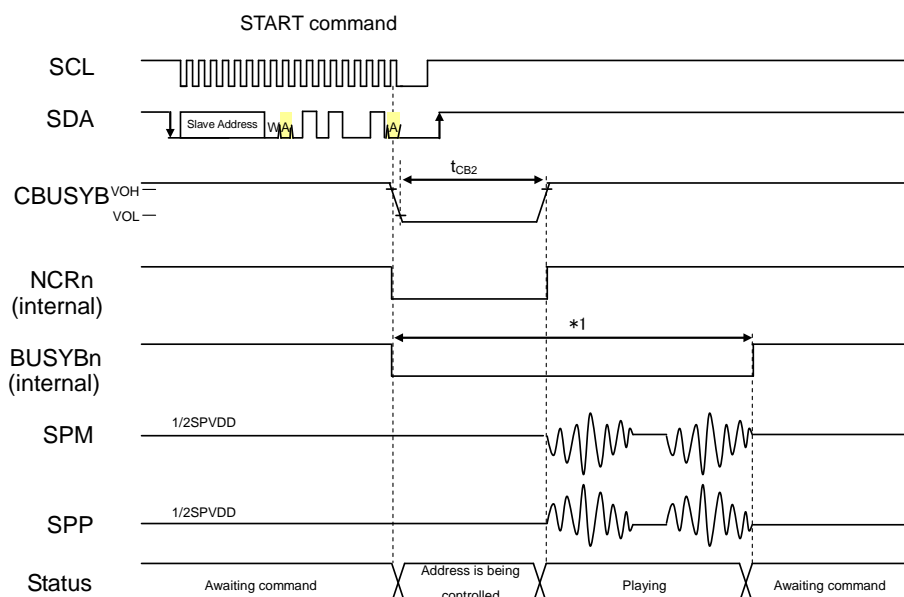 START command
SCL
SDA
Slave Address
W
A
A
CBUSYB
VOH
VOL
tCB2
NCRn
(internal)
*1
BUSYBn
(internal)
SPM
1/2SPVDD
SPP
1/2SPVDD
Status
Awaiting command
Address is being
controlled
Playing
Awaiting command